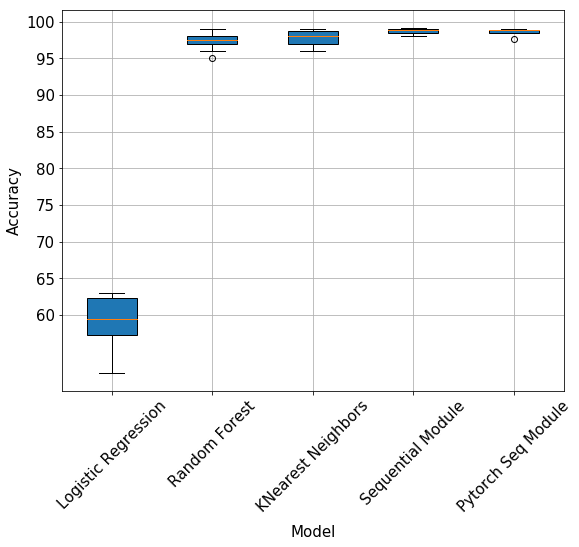 100
95
90
85
80
75
70
65
60
Accuracy
Logistic Regression
Random Forest
KNearest Neighbors
Sequential Module
Pytorch Seq Module
Model